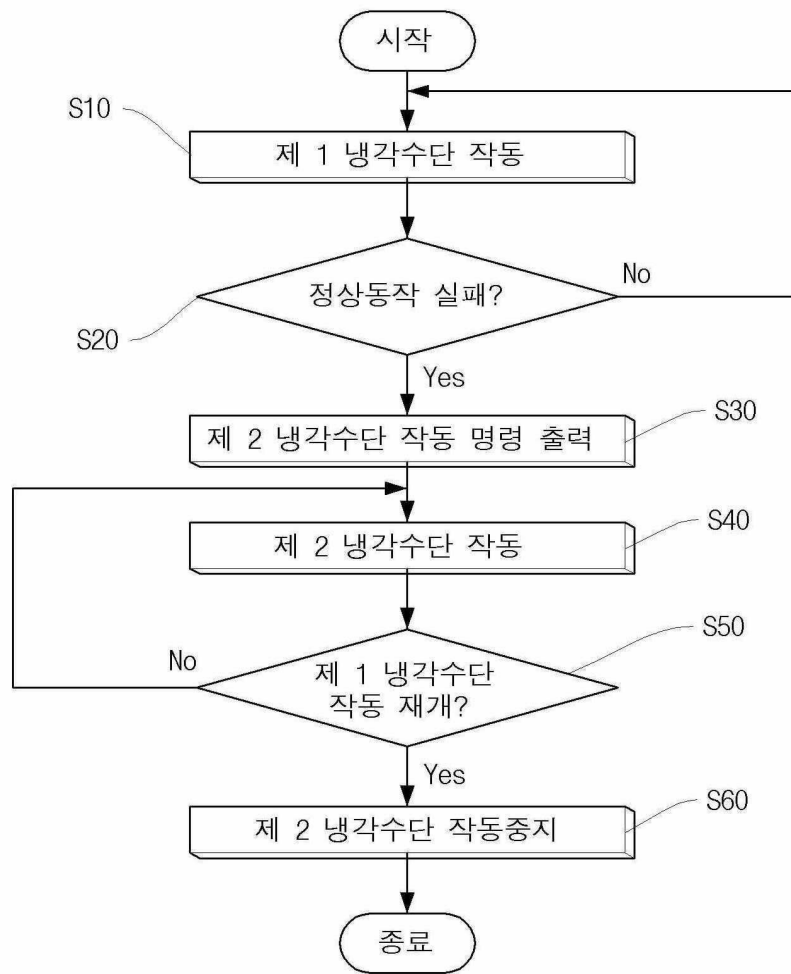 시작
S10
제 1 냉각수단 작동
정상동작 실패?
No
S20
Yes
S30
제 2 냉각수단 작동 명령 출력
S40
제 2 냉각수단 작동
S50
No
제 1 냉각수단
작동 재개?
Yes
S60
제 2 냉각수단 작동중지
종료